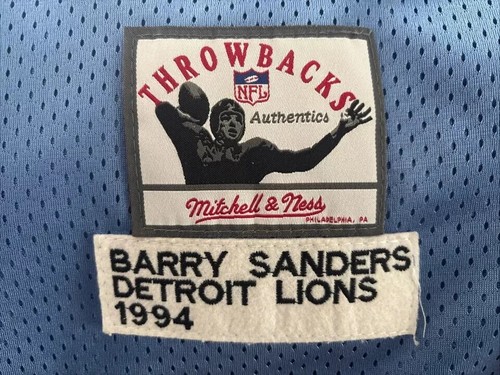 THROWBACKS
NFL
Authentics
Mitchell & Ness
PHILADELPHIA, PA
BARRY SANDERS
DETROIT LIONS
1994